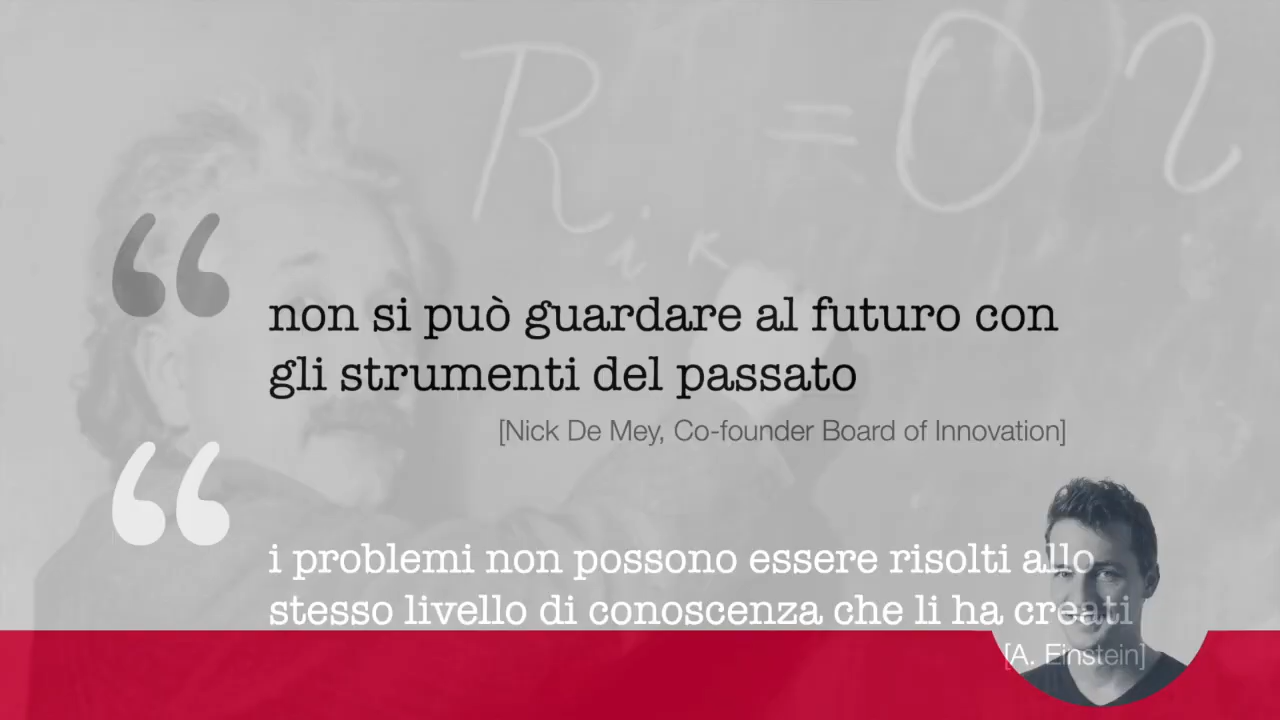 R i κ = 0 ?
“
non si può guardare al futuro con
gli strumenti del passato
[Nick De Mey, Co-founder Board of Innovation]
“
i problemi non possono essere risolti allo
stesso livello di conoscenza che li ha creati
[A. Einstein]